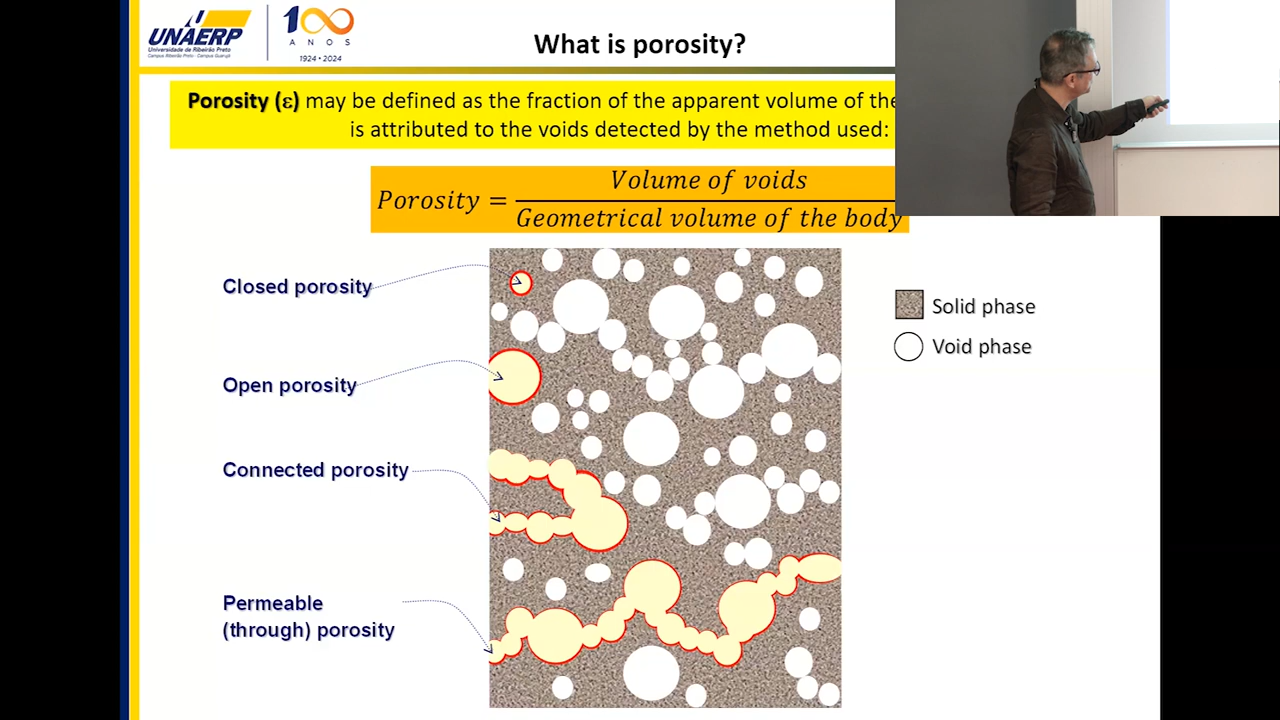 UNAERP
Universidade de Ribeirão Preto
Campus Ribeirão Preto - Campus Guarujá
100
ANOS
1924 • 2024
What is porosity?
Porosity (ε) may be defined as the fraction of the apparent volume of the
is attributed to the voids detected by the method used:
Porosity = Volume of voids
Geometrical volume of the body
Closed porosity
Solid phase
Void phase
Open porosity
Connected porosity
Permeable
(through) porosity